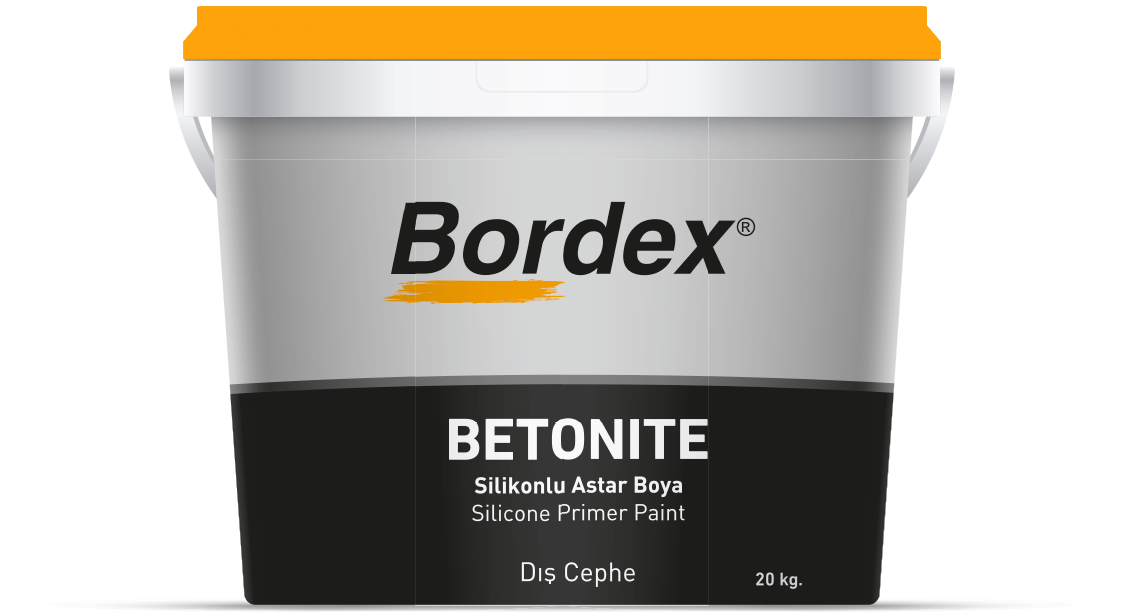 Bordex®
BETONITE
Silikonlu Astar Boya
Silicone Primer Paint
Dış Cephe
20 kg.